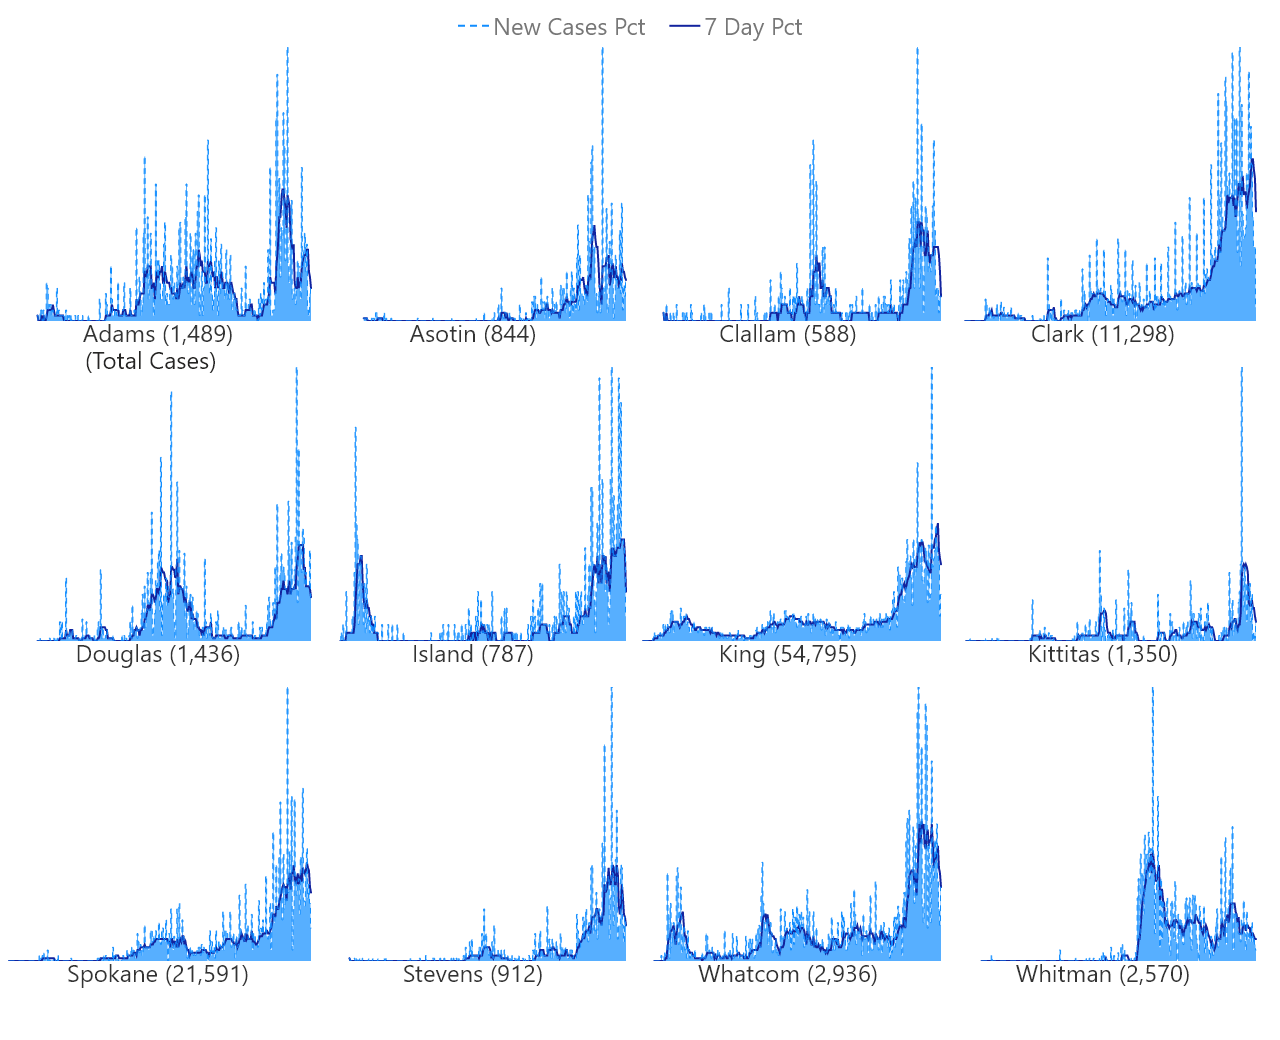 New Cases Pct 7 Day Pct
Adams (1,489) Asotin (844) Clallam (588) Clark (11,298)
(Total Cases)
Douglas (1,436) Island (787) King (54,795) Kittitas (1,350)
Spokane (21,591) Stevens (912) Whatcom (2,936) Whitman (2,570)